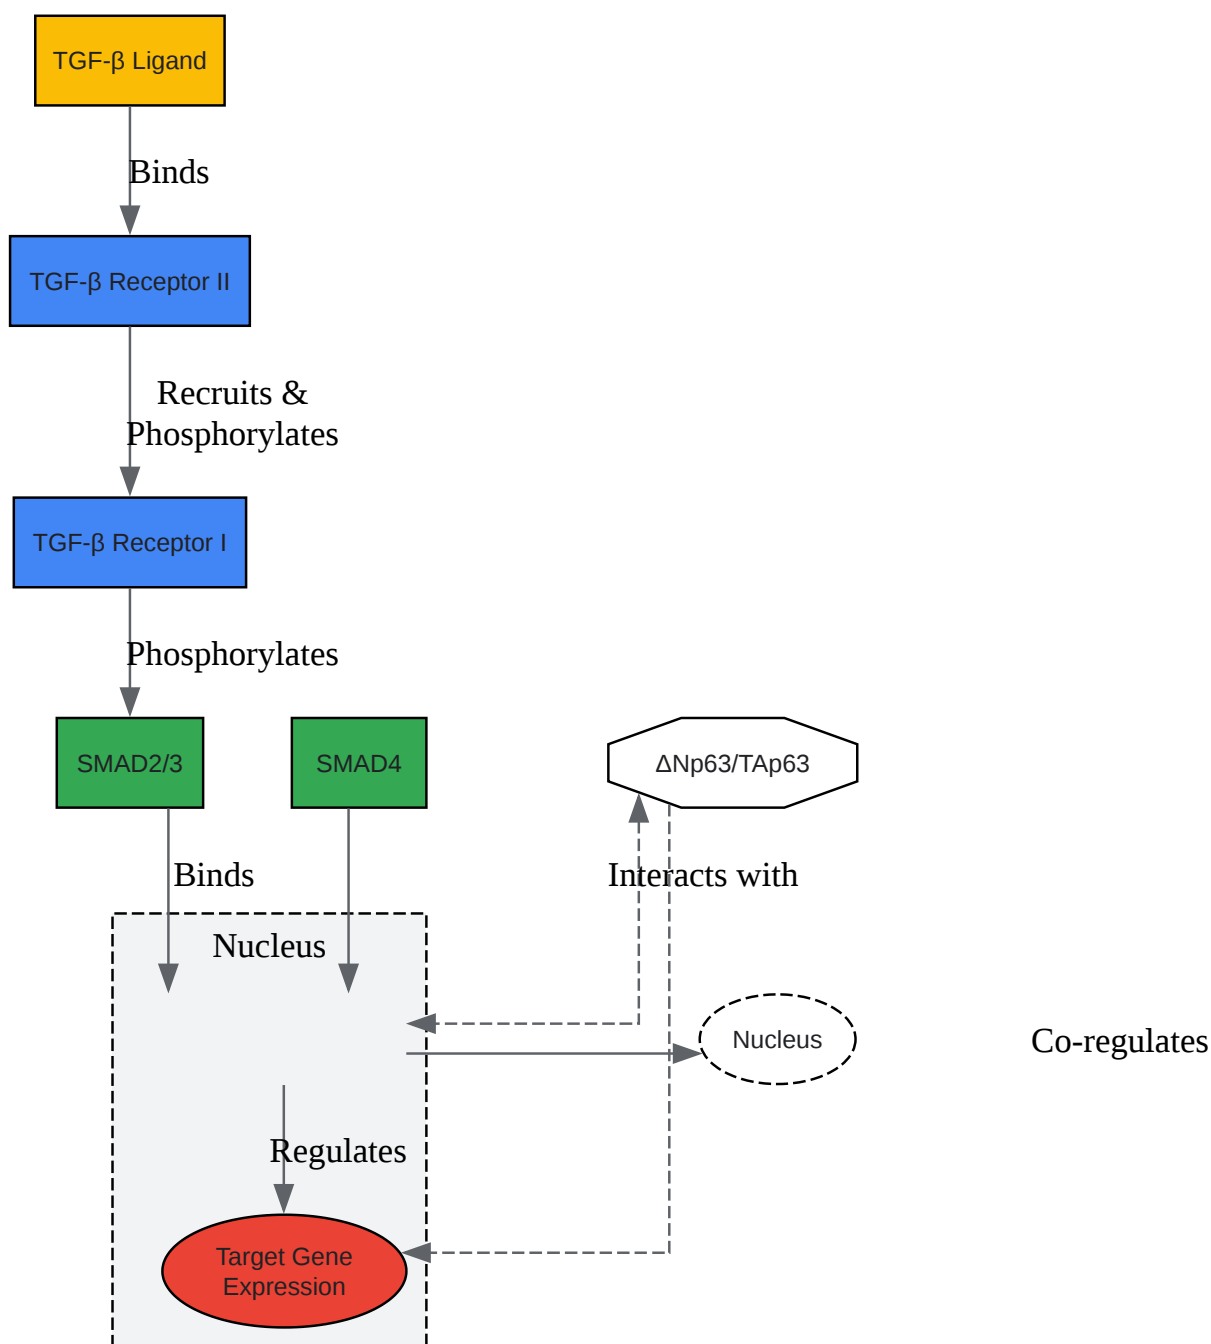 TGF-β Ligand
Binds
TGF-β Receptor II
Recruits &
Phosphorylates
TGF-β Receptor I
Phosphorylates
SMAD2/3
SMAD4
ΔNp63/TAp63
Binds
Interacts with
Nucleus
Nucleus
Co-regulates
Regulates
Target Gene
Expression